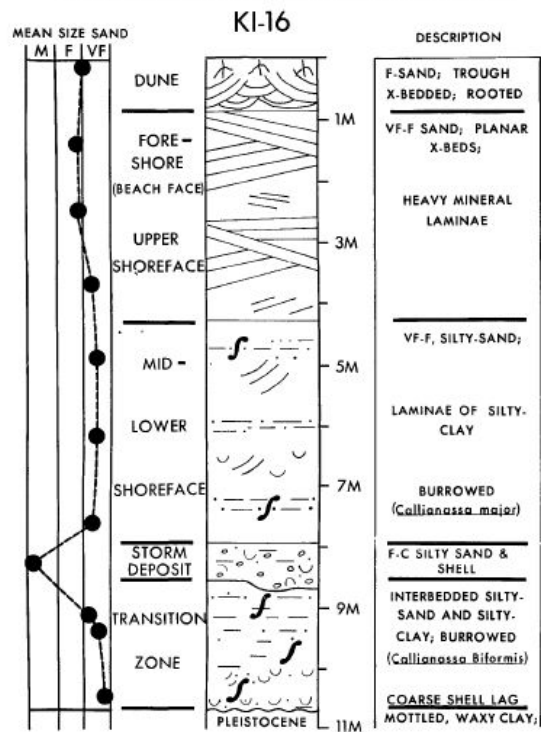 KI-16
MEAN SIZE SAND
M F VF
DESCRIPTION
DUNE
F-SAND; TROUGH
X-BEDDED; ROOTED
1M
FORE-
SHORE
(BEACH FACE)
VF-F SAND; PLANAR
X-BEDS;
HEAVY MINERAL
LAMINAE
UPPER
SHOREFACE
3M
MID-
LOWER
SHOREFACE
5M
VF-F, SILTY-SAND;
LAMINAE OF SILTY-
CLAY
7M
BURROWED
(Callianassa major)
STORM
DEPOSIT
F-C SILTY SAND &
SHELL
TRANSITION
ZONE
9M
INTERBEDDED SILTY-
SAND AND SILTY-
CLAY; BURROWED
(Callianassa Biformis)
COARSE SHELL LAG
PLEISTOCENE
11M
MOTTLED, WAXY CLAY;